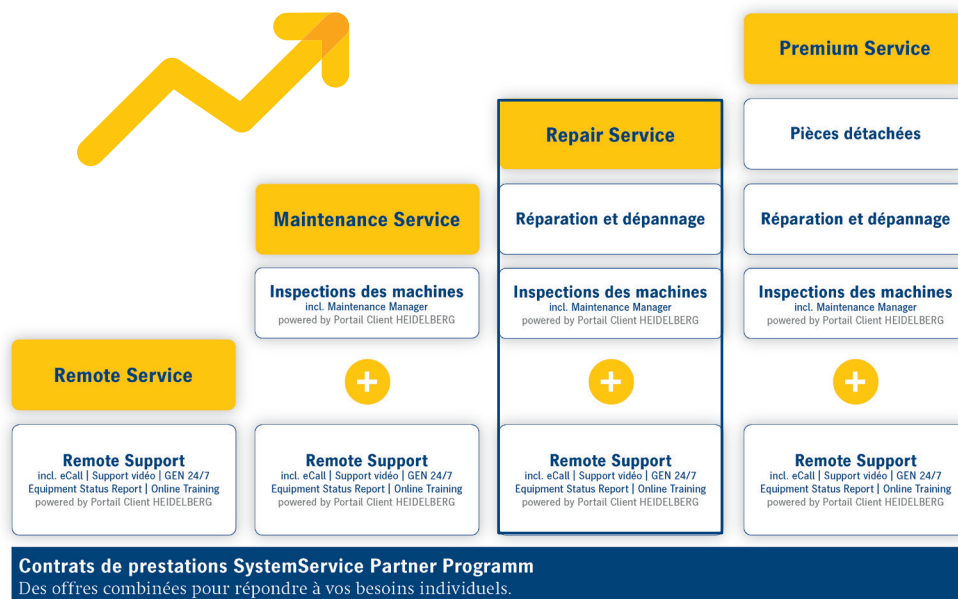 Remote Service
Remote Support
incl. eCall | Support vidéo | GEN 24/7
Equipment Status Report | Online Training
powered by Portail Client HEIDELBERG
Maintenance Service
Inspections des machines
incl. Maintenance Manager
powered by Portail Client HEIDELBERG
+
Remote Support
incl. eCall | Support vidéo | GEN 24/7
Equipment Status Report | Online Training
powered by Portail Client HEIDELBERG
Repair Service
Réparation et dépannage
Inspections des machines
incl. Maintenance Manager
powered by Portail Client HEIDELBERG
+
Remote Support
incl. eCall | Support vidéo | GEN 24/7
Equipment Status Report | Online Training
powered by Portail Client HEIDELBERG
Premium Service
Pièces détachées
Réparation et dépannage
Inspections des machines
incl. Maintenance Manager
powered by Portail Client HEIDELBERG
+
Remote Support
incl. eCall | Support vidéo | GEN 24/7
Equipment Status Report | Online Training
powered by Portail Client HEIDELBERG
Contrats de prestations SystemService Partner Programm
Des offres combinées pour répondre à vos besoins individuels.